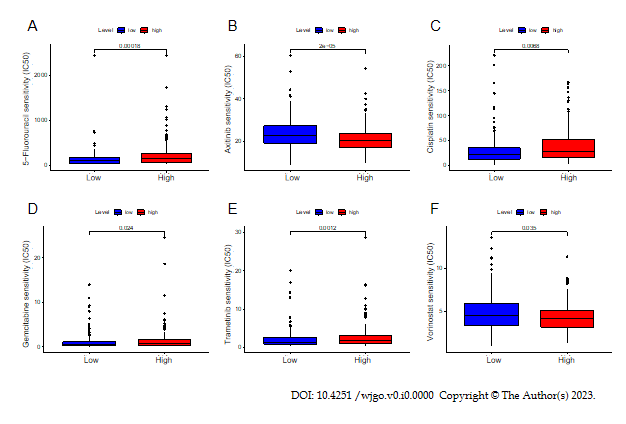 A
Level low high
0.00018
5-Fluorouracil sensitivity (IC50)
2000
1000
0
Low High
B
Level low high
2e-05
Axitinib sensitivity (IC50)
60
40
20
Low High
C
Level low high
0.0068
Cisplatin sensitivity (IC50)
200
150
100
50
0
Low High
D
Level low high
0.024
Gemcitabine sensitivity (IC50)
20
10
0
Low High
E
Level low high
0.0012
Trametinib sensitivity (IC50)
30
20
10
0
Low High
F
Level low high
0.035
Vorinostat sensitivity (IC50)
10
5
Low High
DOI: 10.4251 /wjgo.v0.i0.0000 Copyright © The Author(s) 2023.